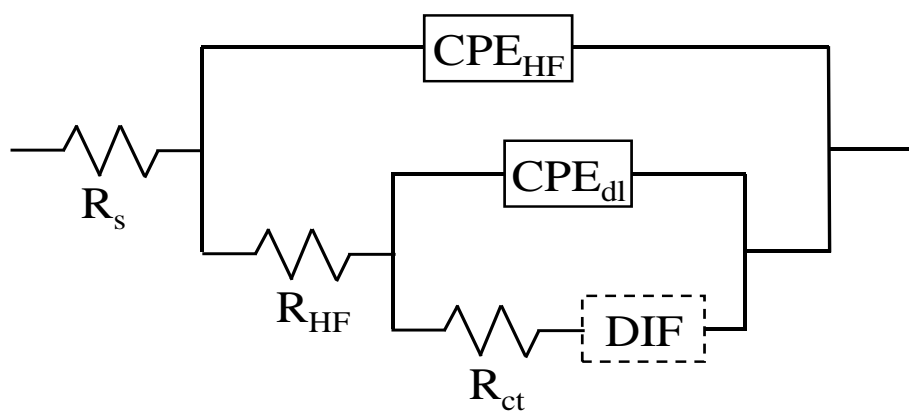 CPE_HF
CPE_dl
R_s
R_HF
DIF
R_ct